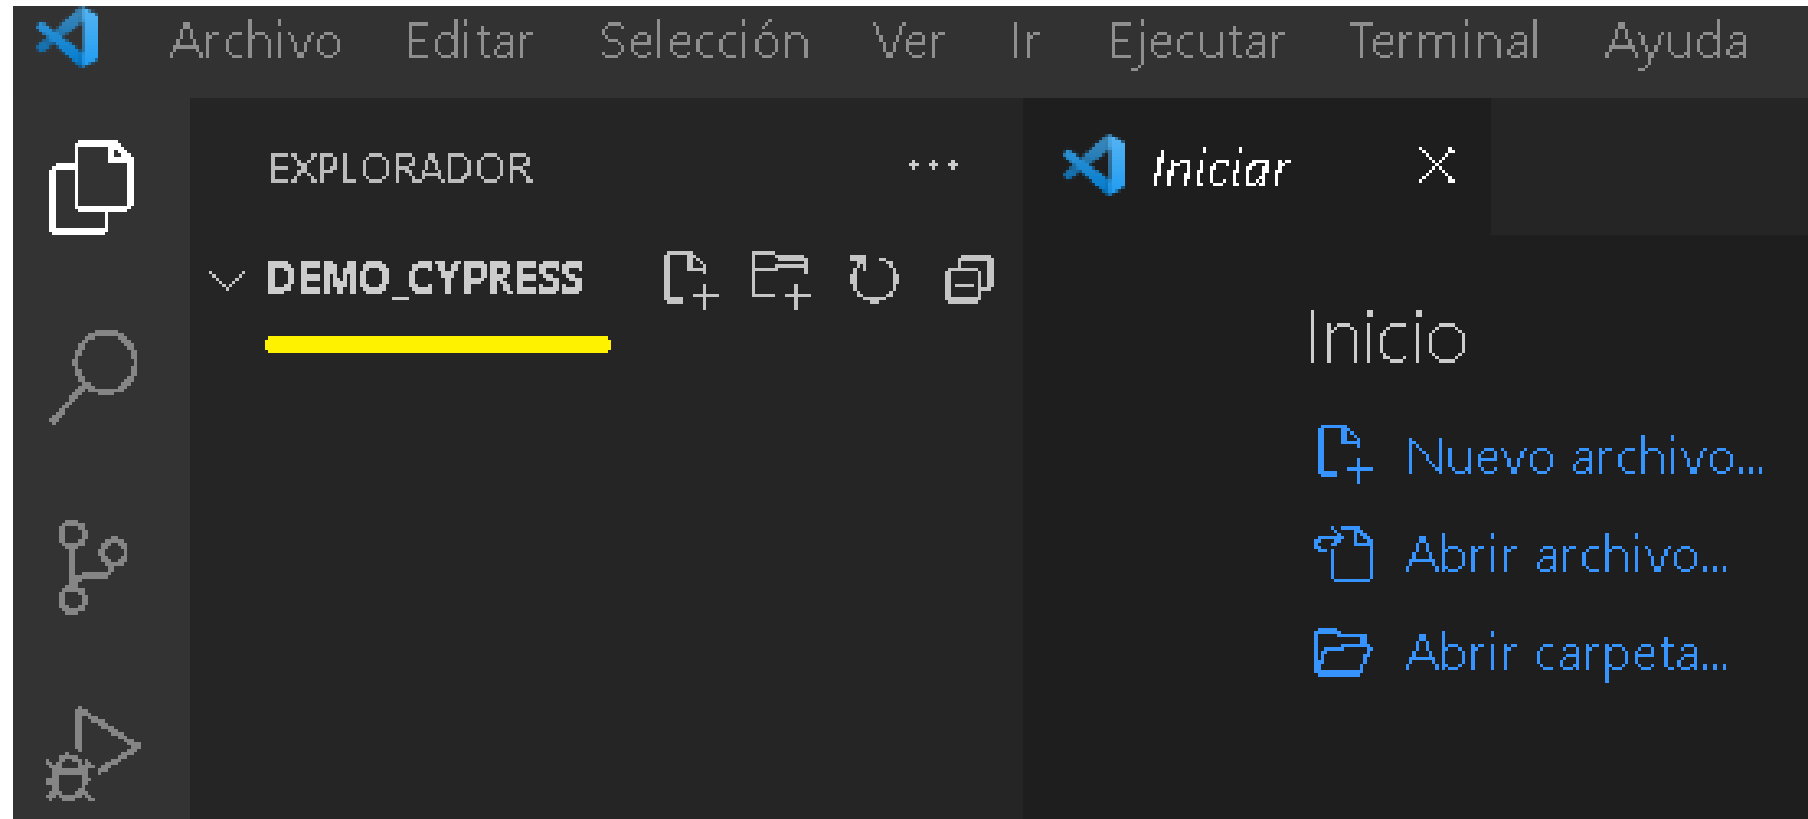 Archivo Editar Selección Ver Ir Ejecutar Terminal Ayuda
EXPLORADOR
Iniciar
DEMO_CYPRESS
Inicio
Nuevo archivo...
Abrir archivo...
Abrir carpeta...